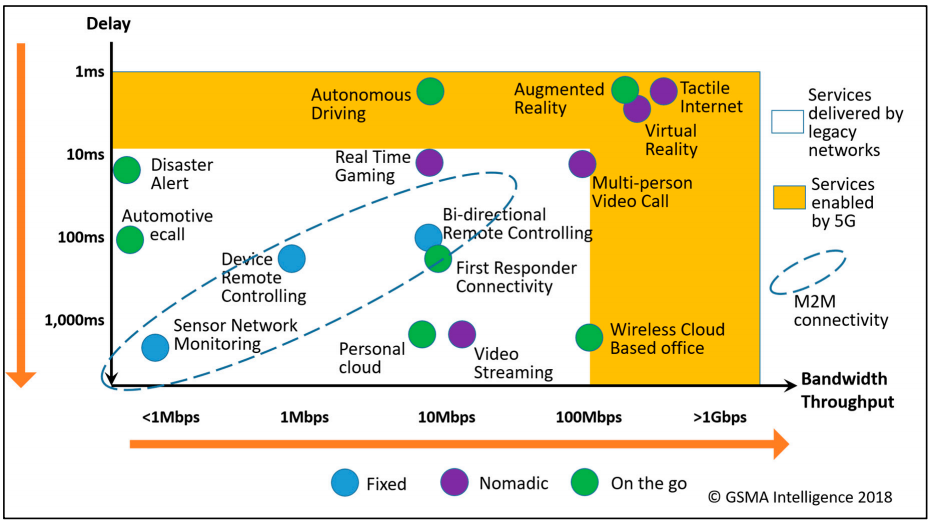 Delay
1ms
10ms
100ms
1,000ms
Autonomous
Driving
Augmented
Reality
Tactile
Internet
Virtual
Reality
Disaster
Alert
Real Time
Gaming
Multi-person
Video Call
Automotive
ecall
Bi-directional
Remote Controlling
Device
Remote
Controlling
First Responder
Connectivity
Sensor Network
Monitoring
Personal
cloud
Video
Streaming
Wireless Cloud
Based office
Services
delivered by
legacy
networks
Services
enabled
by 5G
M2M
connectivity
Bandwidth
Throughput
<1Mbps
1Mbps
10Mbps
100Mbps
>1Gbps
Fixed
Nomadic
On the go
© GSMA Intelligence 2018